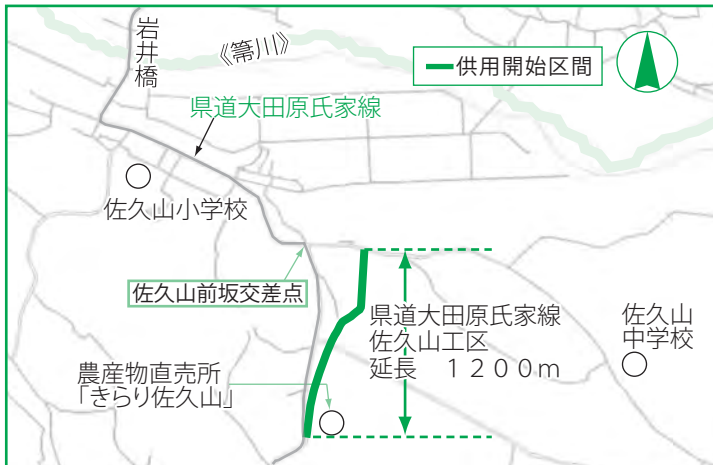 岩井橋
《箒川》
供用開始区間
県道大田原氏家線
佐久山小学校
佐久山前坂交差点
県道大田原氏家線
佐久山工区
延長 1200m
佐久山
中学校
農産物直売所
「きらり佐久山」